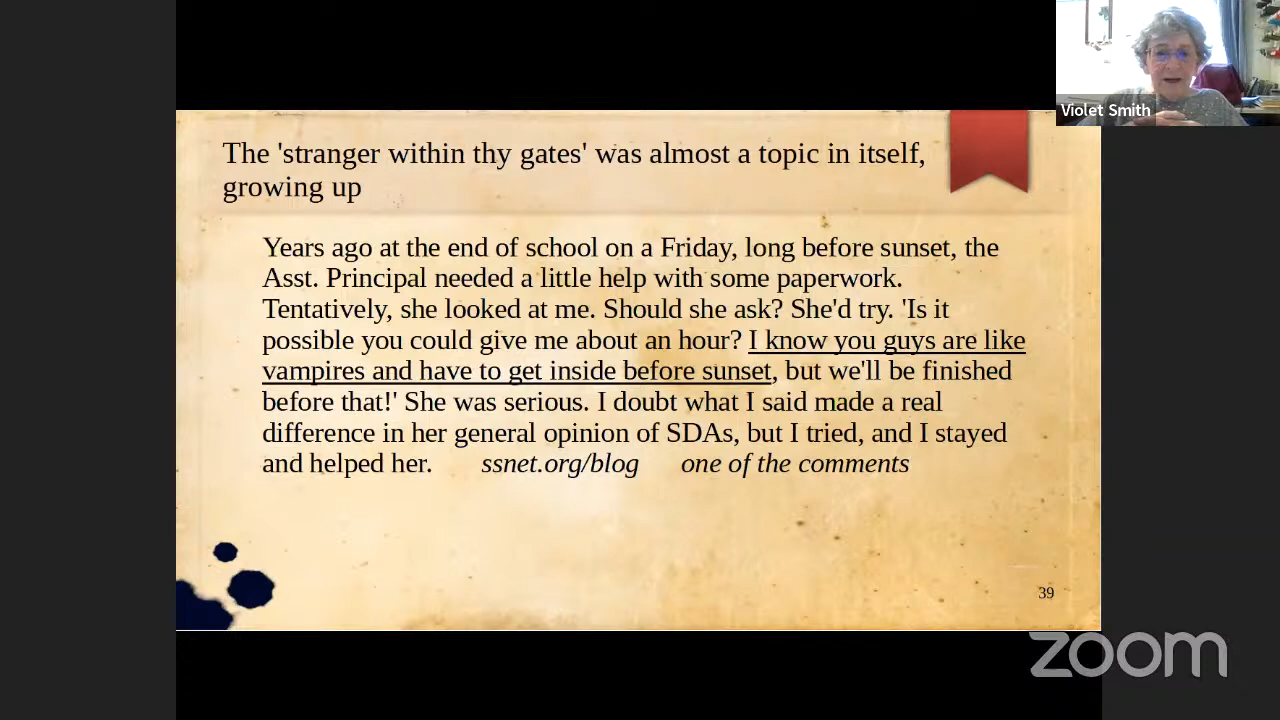 Violet Smith
The 'stranger within thy gates' was almost a topic in itself,
growing up
Years ago at the end of school on a Friday, long before sunset, the
Asst. Principal needed a little help with some paperwork.
Tentatively, she looked at me. Should she ask? She'd try. 'Is it
possible you could give me about an hour? I know you guys are like
vampires and have to get inside before sunset, but we'll be finished
before that!' She was serious. I doubt what I said made a real
difference in her general opinion of SDAs, but I tried, and I stayed
and helped her. ssnet.org/blog one of the comments
39
zoom